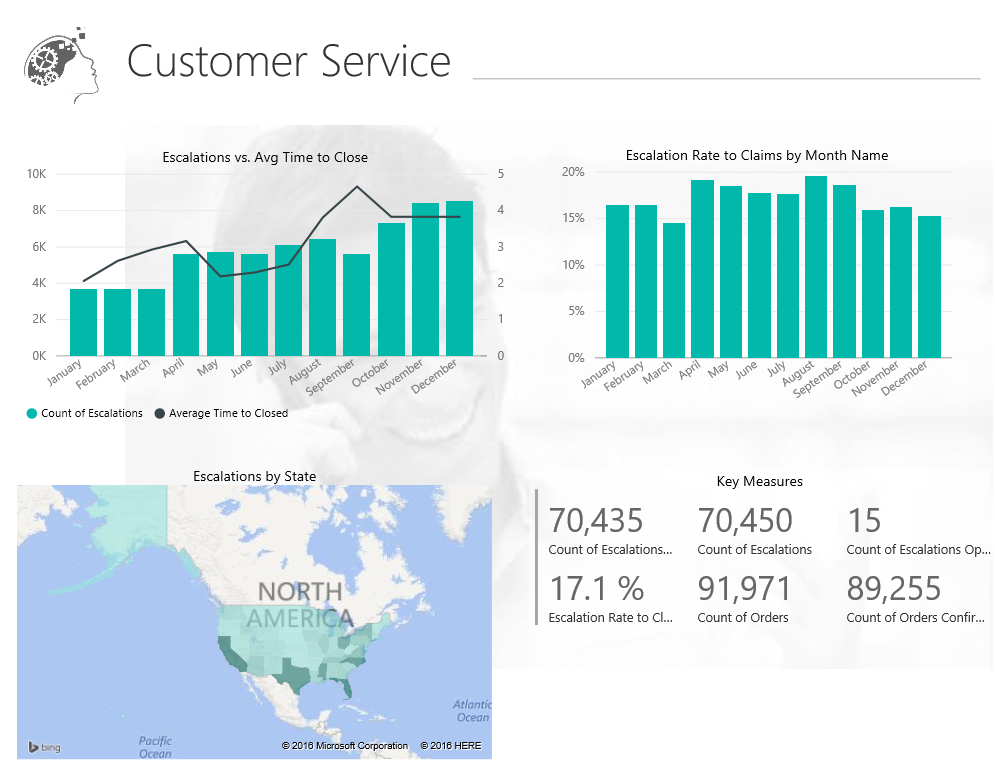 Customer Service
Escalations vs. Avg Time to Close
10K
8K
6K
4K
2K
0K
5
4
3
2
1
0
January
February
March
April
May
June
July
August
September
October
November
December
Count of Escalations
Average Time to Closed
Escalation Rate to Claims by Month Name
20%
15%
10%
5%
0%
January
February
March
April
May
June
July
August
September
October
November
December
Escalations by State
NORTH
AMERICA
Pacific
Ocean
Atlantic
Ocean
bing
© 2016 Microsoft Corporation © 2016 HERE
Key Measures
70,435
Count of Escalations...
70,450
Count of Escalations
15
Count of Escalations Op...
17.1 %
Escalation Rate to Cl...
91,971
Count of Orders
89,255
Count of Orders Confir...